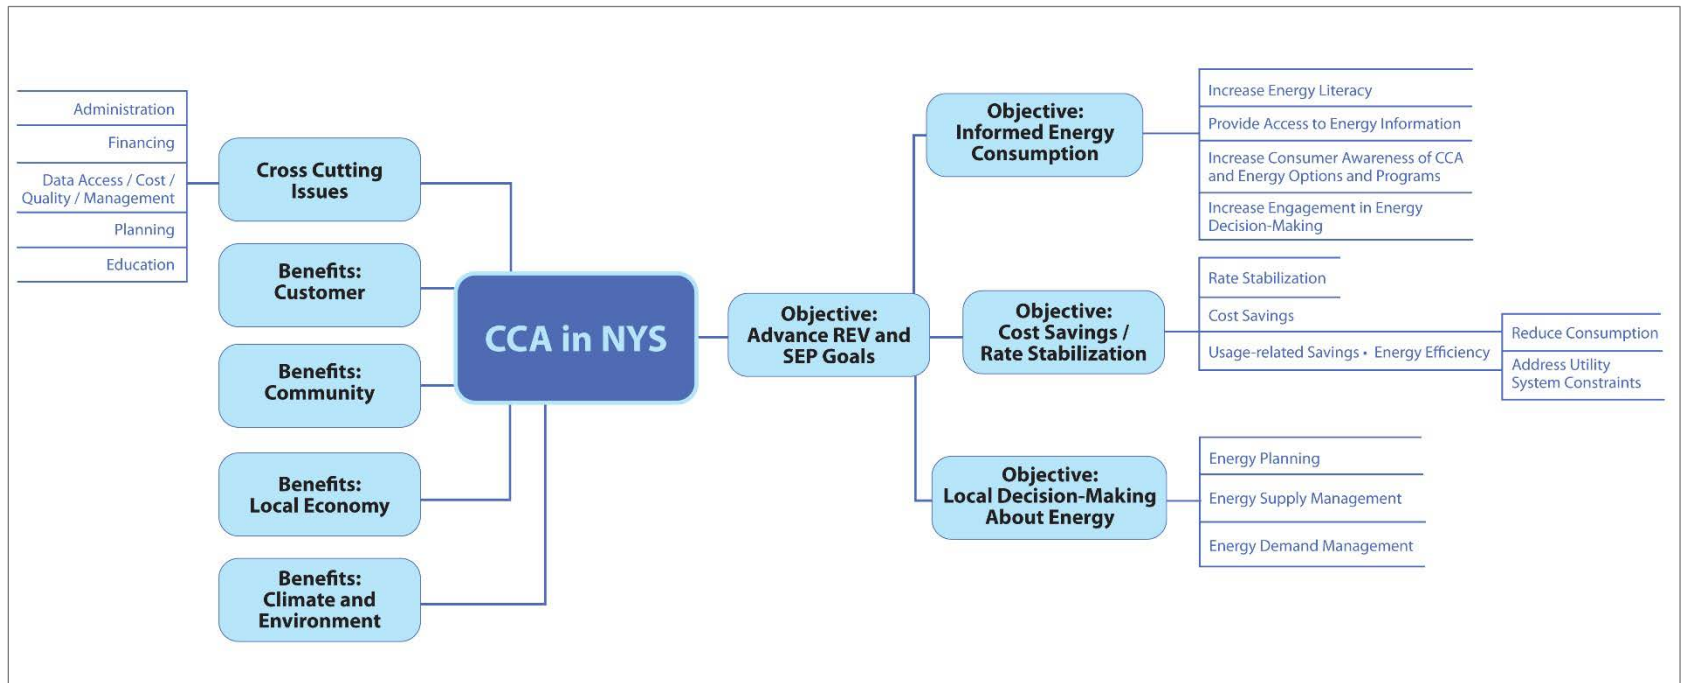 Administration
Financing
Data Access / Cost /
Quality / Management
Planning
Education
Cross Cutting
Issues
Benefits:
Customer
Benefits:
Community
Benefits:
Local Economy
Benefits:
Climate and
Environment
CCA in NYS
Objective:
Advance REV and
SEP Goals
Objective:
Informed Energy
Consumption
Increase Energy Literacy
Provide Access to Energy Information
Increase Consumer Awareness of CCA
and Energy Options and Programs
Increase Engagement in Energy
Decision-Making
Objective:
Cost Savings /
Rate Stabilization
Rate Stabilization
Cost Savings
Usage-related Savings • Energy Efficiency
Reduce Consumption
Address Utility
System Constraints
Objective:
Local Decision-Making
About Energy
Energy Planning
Energy Supply Management
Energy Demand Management